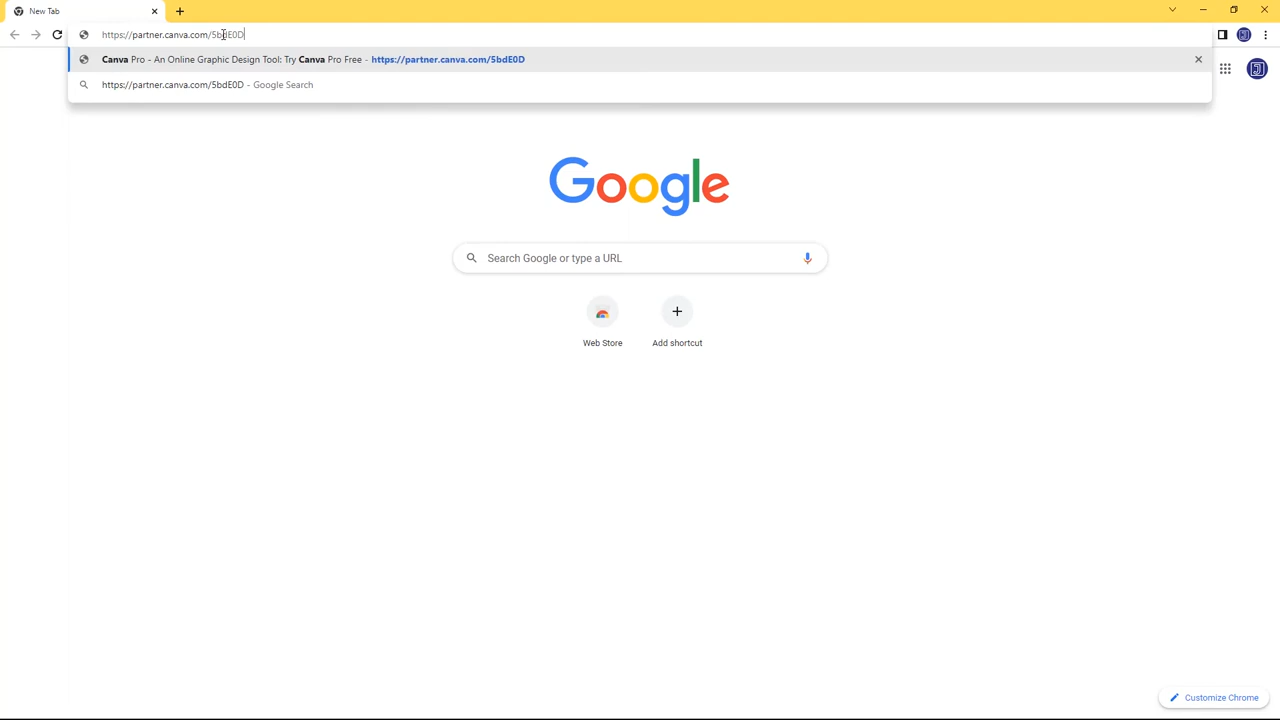 New Tab
https://partner.canva.com/5bdE0D
Canva Pro - An Online Graphic Design Tool: Try Canva Pro Free - https://partner.canva.com/5bdE0D
https://partner.canva.com/5bdE0D - Google Search
Google
Search Google or type a URL
Web Store
Add shortcut
Customize Chrome